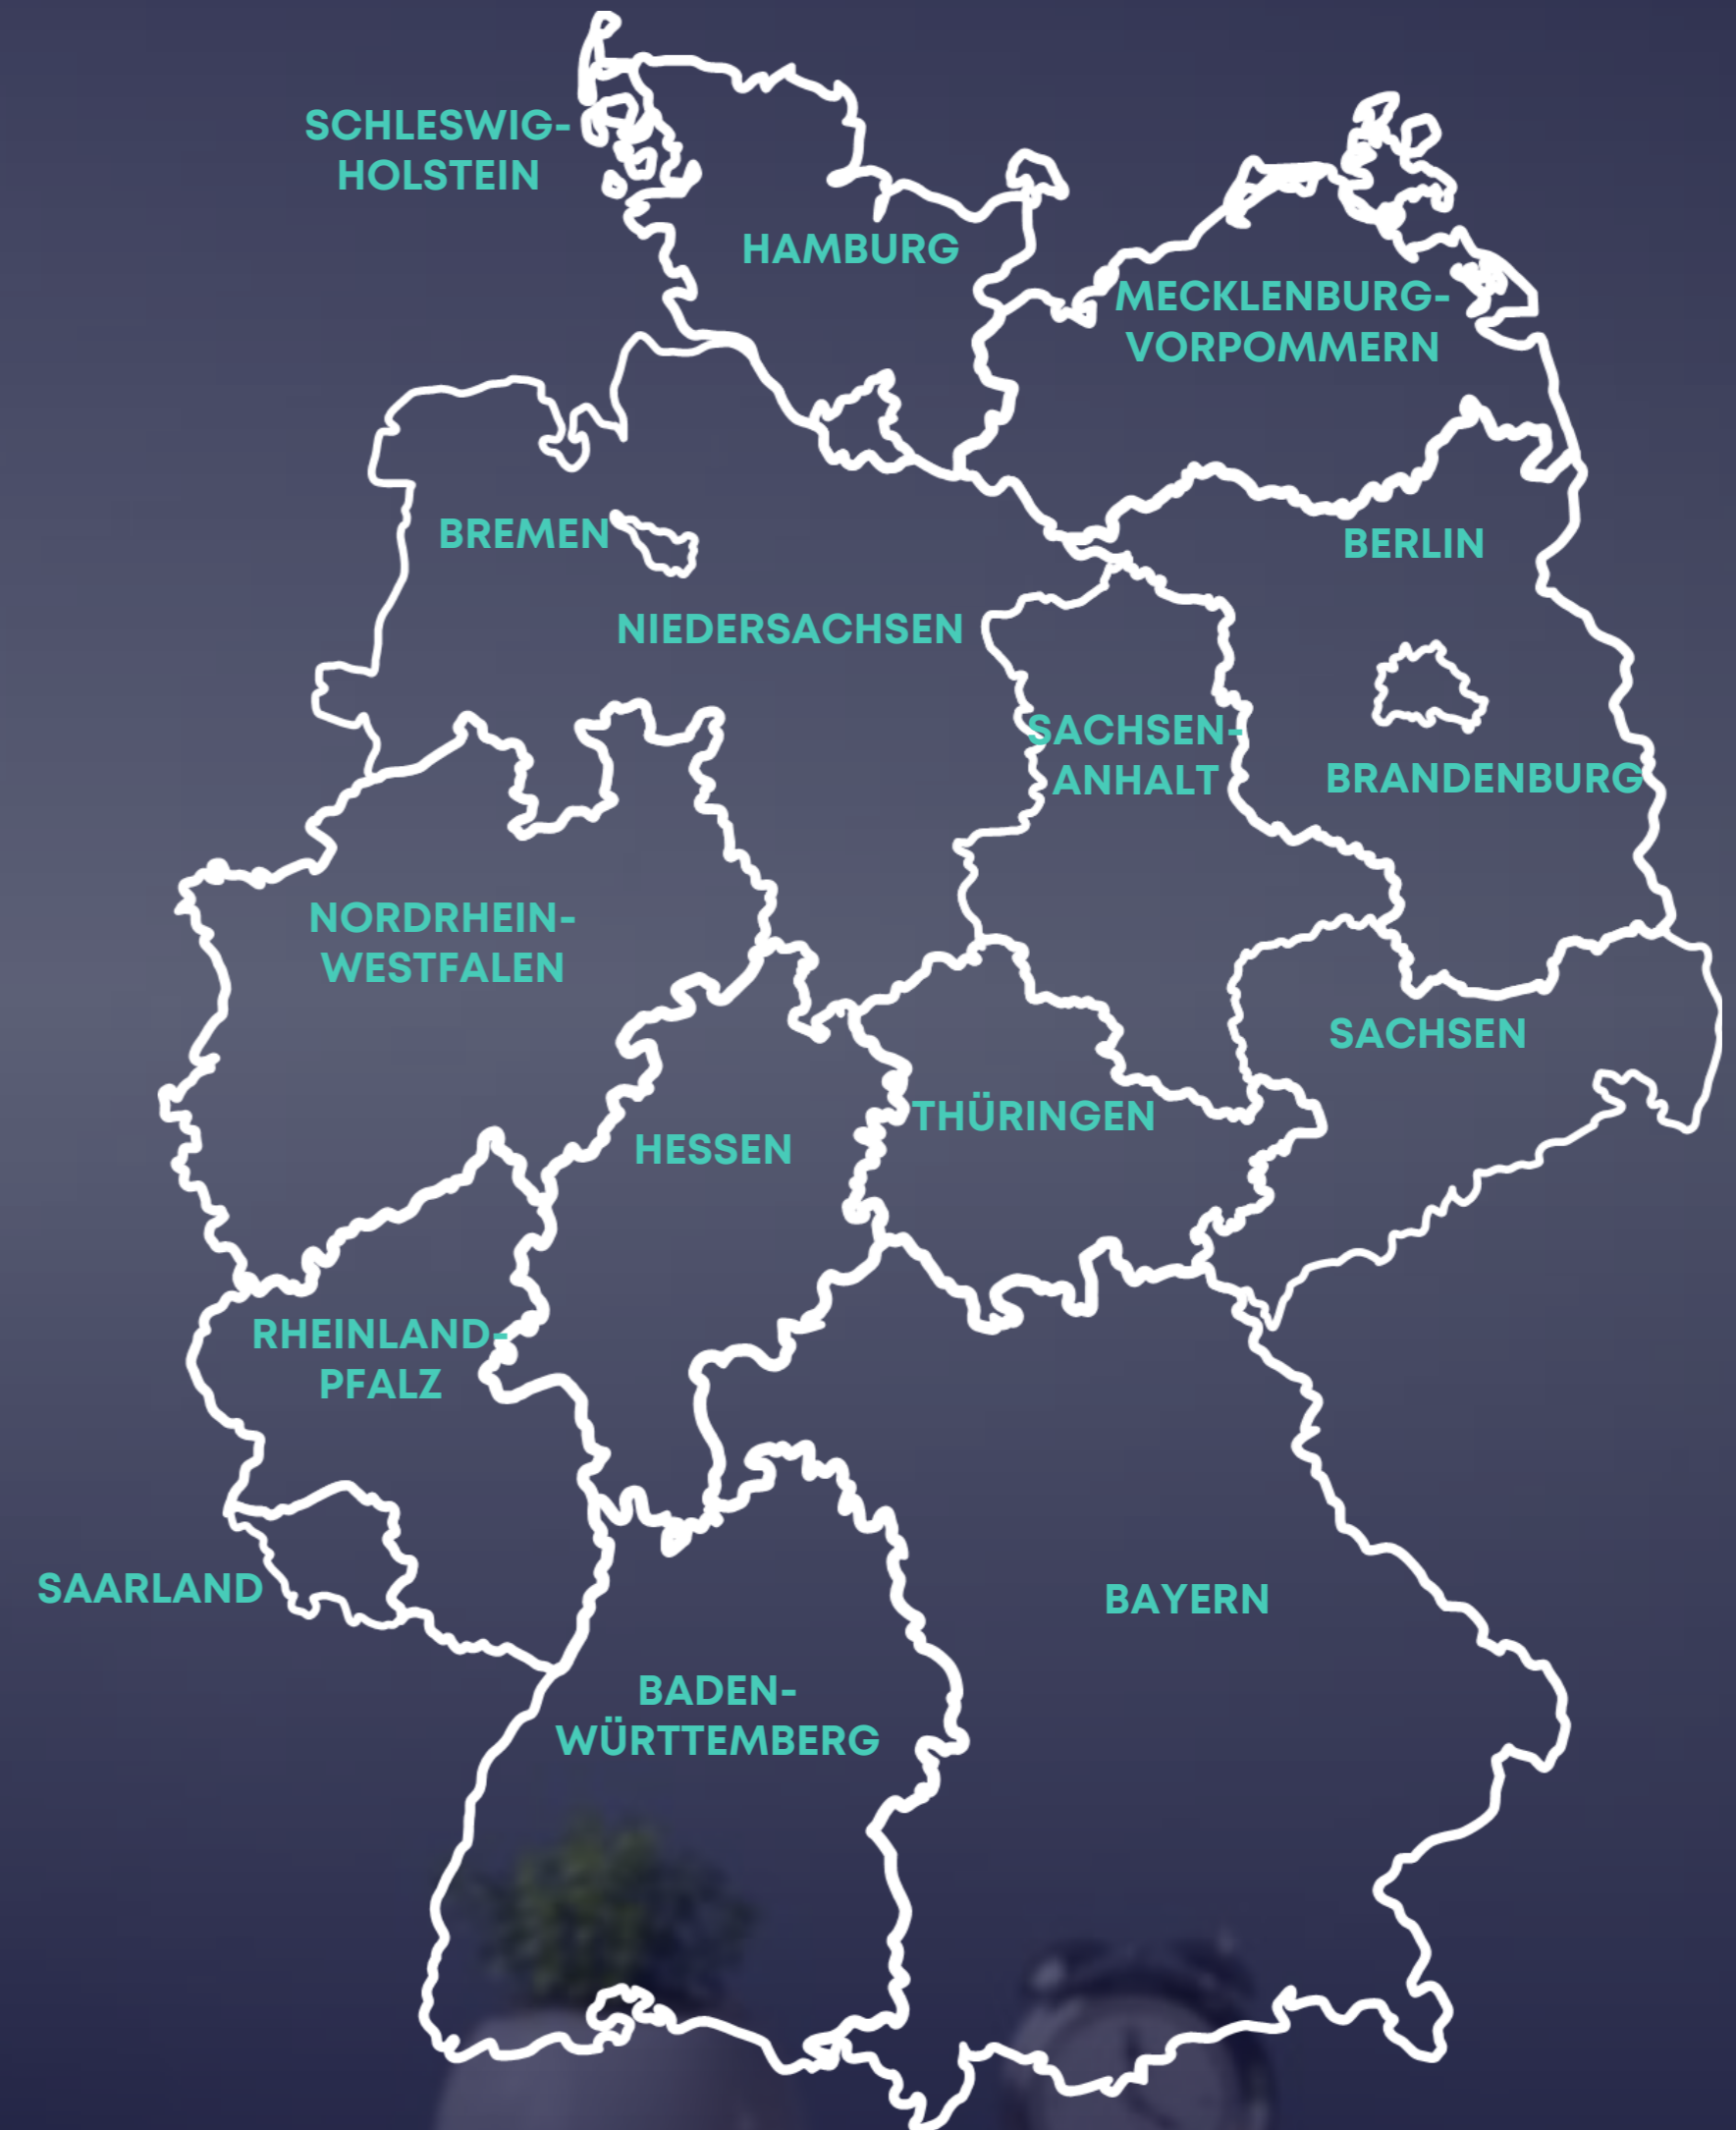 SCHLESWIG-
HOLSTEIN
HAMBURG
MECKLENBURG-
VORPOMMERN
BREMEN
BERLIN
NIEDERSACHSEN
SACHSEN-
ANHALT
BRANDENBURG
NORDRHEIN-
WESTFALEN
SACHSEN
THÜRINGEN
HESSEN
RHEINLAND-
PFALZ
SAARLAND
BAYERN
BADEN-
WÜRTTEMBERG